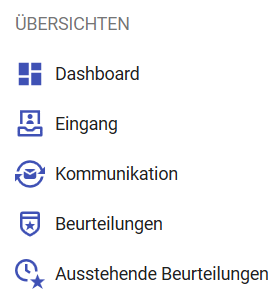 ÜBERSICHTEN
Dashboard
Eingang
Kommunikation
Beurteilungen
Ausstehende Beurteilungen